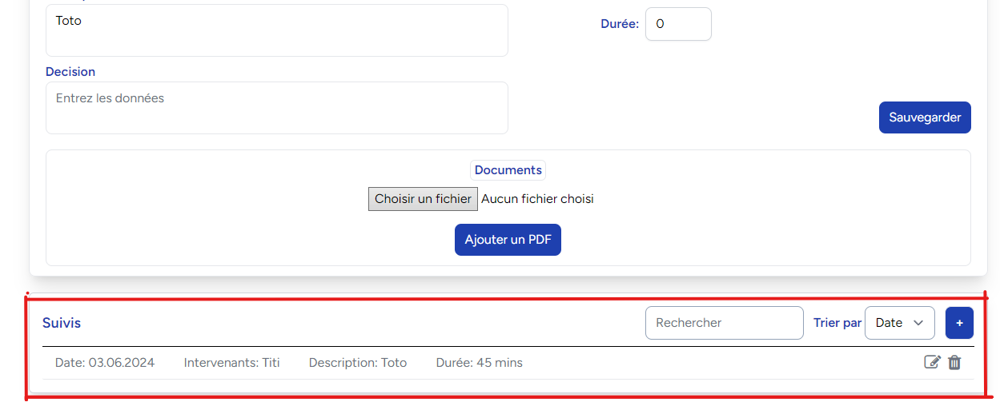 Toto
Durée: 0
Decision
Entrez les données
Sauvegarder
Documents
Choisir un fichier Aucun fichier choisi
Ajouter un PDF
Suivis Rechercher Trier par Date +
Date: 03.06.2024 Intervenants: Titi Description: Toto Durée: 45 mins